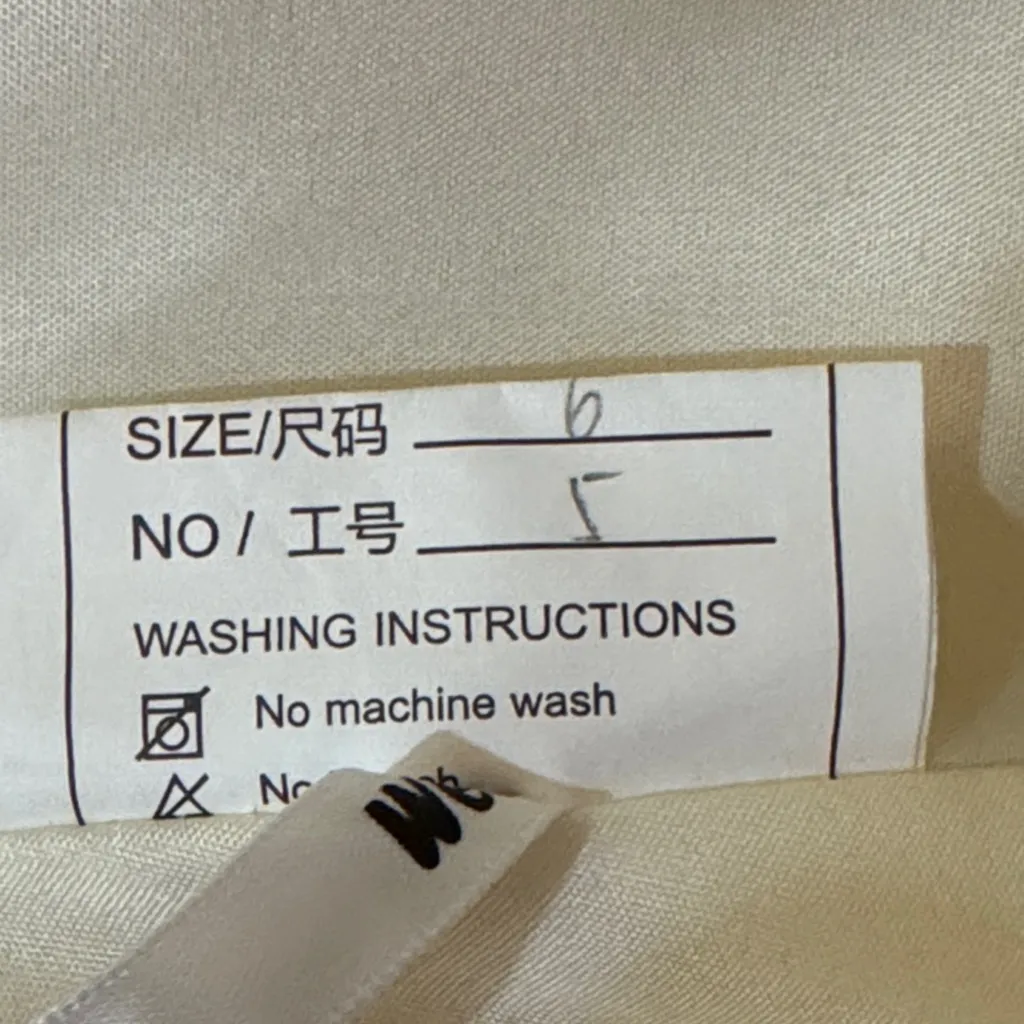 SIZE/尺码 6
NO / 工号 5
WASHING INSTRUCTIONS
No machine wash